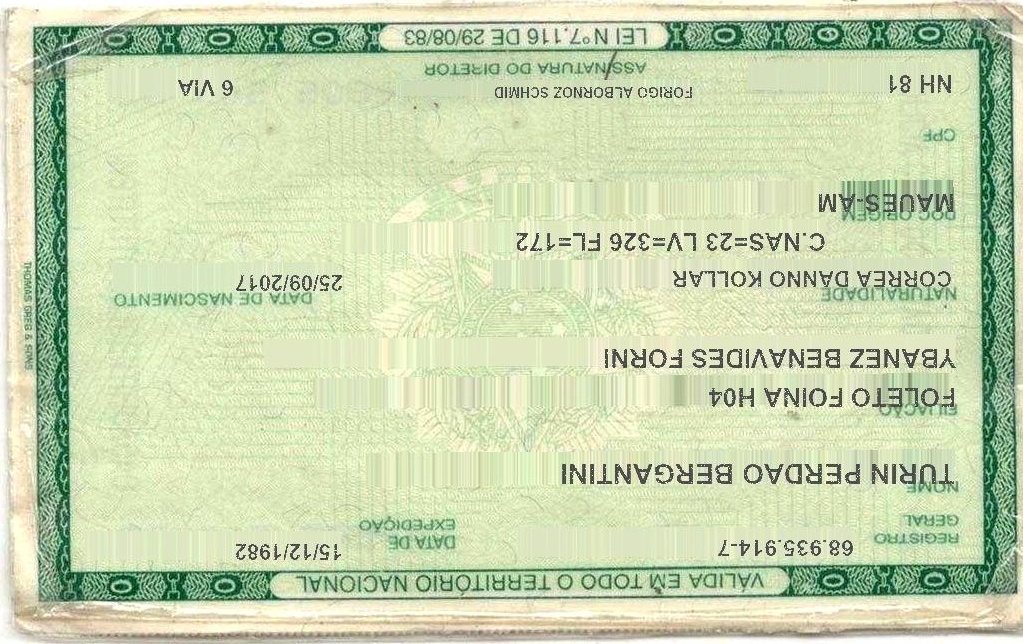 VÁLIDA EM TODO O TERRITÓRIO NACIONAL
REGISTRO GERAL 68.935.914-7 DATA DE EXPEDIÇÃO 15/12/1982
NOME
TURIN PERDAO BERGANTINI
FILIAÇÃO
FOLETO FOINA H04
YBANEZ BENAVIDES FORNI
NATURALIDADE DATA DE NASCIMENTO
CORREA DANNO KOLLAR 25/09/2017
C.NAS=23 LV=326 FL=172
DOC ORIGEM
MAUES-AM
CPF
NH 81 FORIGO ALBORNOZ SCHMID 6 VIA
ASSINATURA DO DIRETOR
LEI Nº7.116 DE 29/08/83
THOMAS GREG & SONS